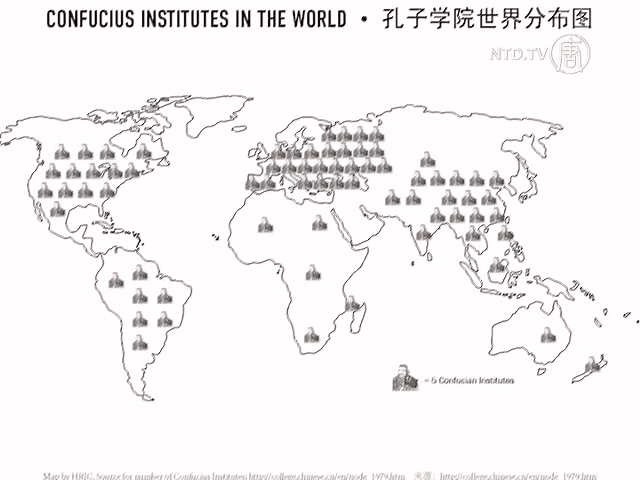 CONFUCIUS INSTITUTES IN THE WORLD • 孔子学院世界分布图
NTD.TV 唐
= 5 Confucian Institutes
Map by HRIC. Source for number of Confucius Institutes: http://college.chinese.cn/en/node_1979.htm 来源: http://college.chinese.cn/en/node_1979.htm